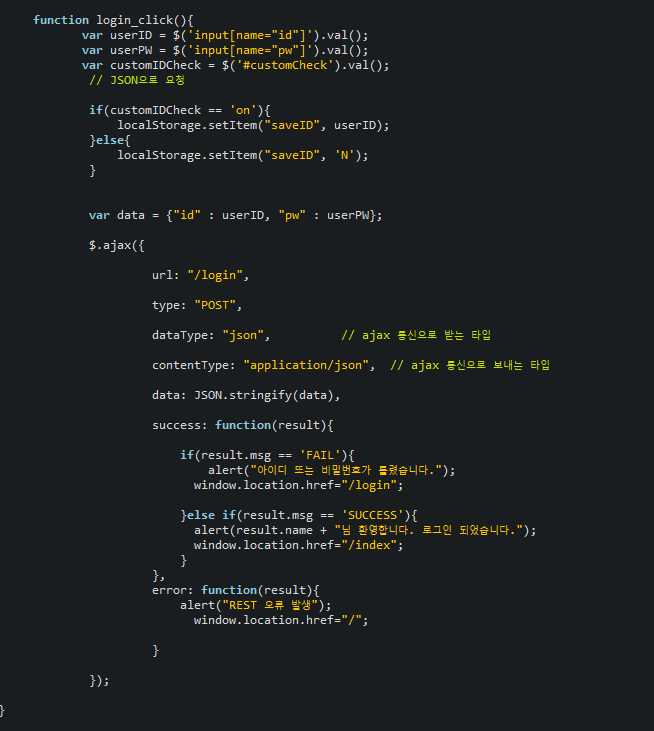 function login_click(){
var userID = $('input[name="id"]').val();
var userPW = $('input[name="pw"]').val();
var customIDCheck = $('#customCheck').val();
// JSON으로 요청
if(customIDCheck == 'on'){
localStorage.setItem("saveID", userID);
}else{
localStorage.setItem("saveID", 'N');
}
var data = {"id" : userID, "pw" : userPW};
$.ajax({
url: "/login",
type: "POST",
dataType: "json", // ajax 통신으로 받는 타입
contentType: "application/json", // ajax 통신으로 보내는 타입
data: JSON.stringify(data),
success: function(result){
if(result.msg == 'FAIL'){
alert("아이디 또는 비밀번호가 틀렸습니다.");
window.location.href="/login";
}else if(result.msg == 'SUCCESS'){
alert(result.name + "님 환영합니다. 로그인 되었습니다.");
window.location.href="/index";
}
},
error: function(result){
alert("REST 오류 발생");
window.location.href="/";
}
});
}